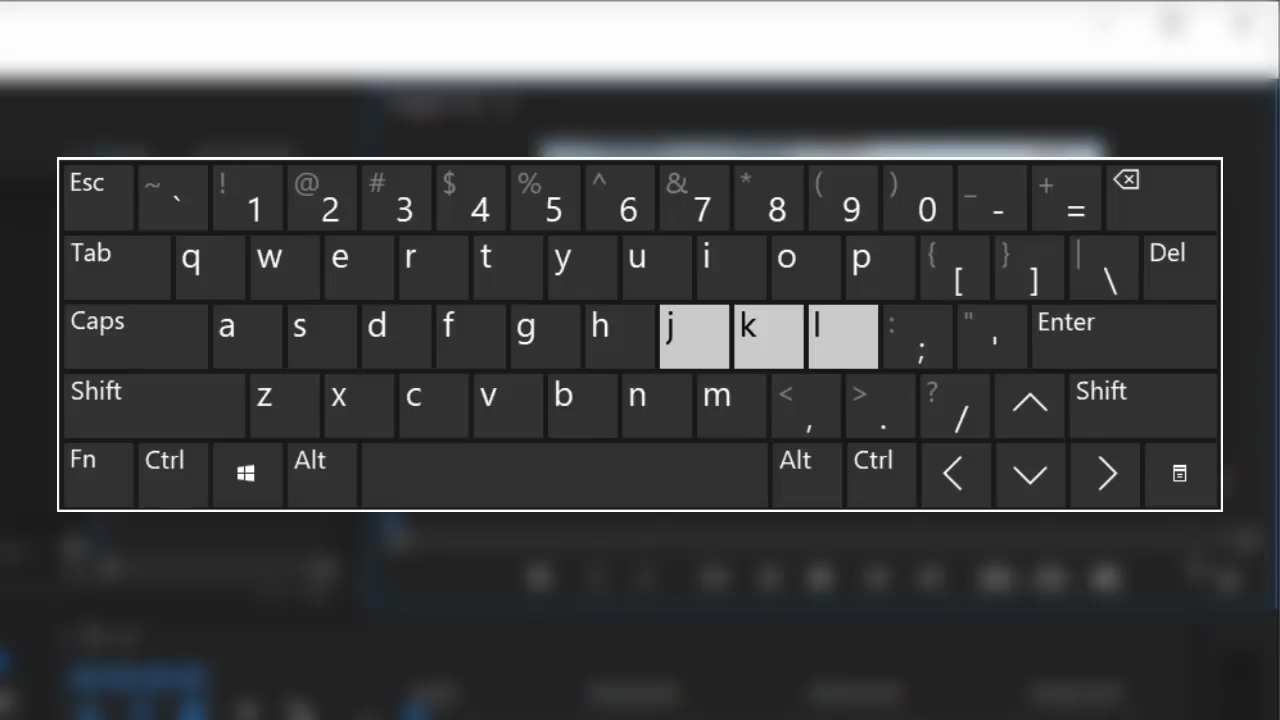 Esc ~ ` ! 1 @ 2 # 3 $ 4 % 5 ^ 6 & 7 * 8 ( 9 ) 0 _ - + =
Tab q w e r t y u i o p { [ } ] | \ Del
Caps a s d f g h j k l : ; " ' Enter
Shift z x c v b n m < , > . ? / Shift
Fn Ctrl Alt Alt Ctrl